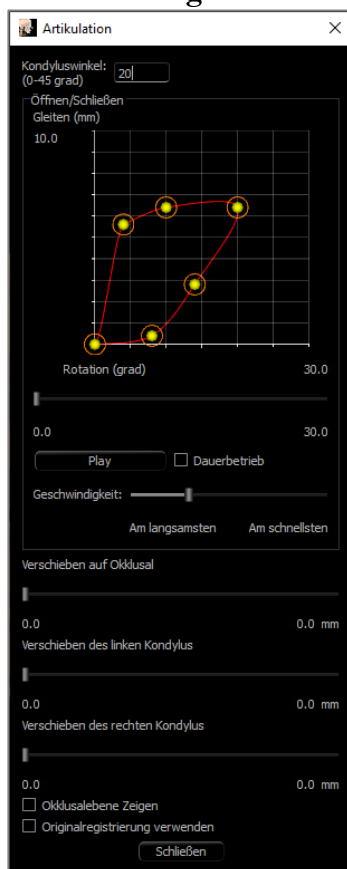 Artikulation
Kondyluswinkel:
(0-45 grad)
20
Öffnen/Schließen
Gleiten (mm)
10.0
Rotation (grad) 30.0
0.0 30.0
Play Dauerbetrieb
Geschwindigkeit:
Am langsamsten Am schnellsten
Verschieben auf Okklusal
0.0 0.0 mm
Verschieben des linken Kondylus
0.0 0.0 mm
Verschieben des rechten Kondylus
0.0 0.0 mm
Okklusalebene Zeigen
Originalregistrierung verwenden
Schließen